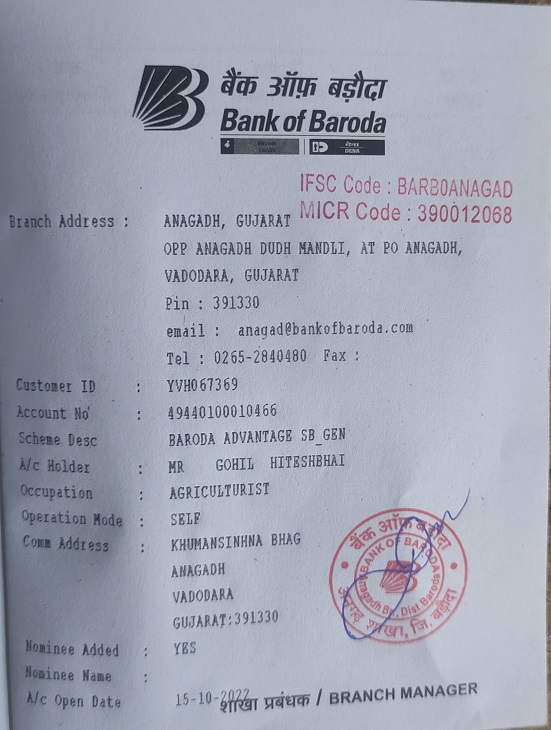 बैंक ऑफ़ बड़ौदा
Bank of Baroda
DENA
IFSC Code : BARB0ANAGAD
MICR Code : 390012068
Branch Address : ANAGADH, GUJARAT
OPP ANAGADH DUDH MANDLI, AT PO ANAGADH,
VADODARA, GUJARAT
Pin : 391330
email : anagad@bankofbaroda.com
Tel : 0265-2840480 Fax :
Customer ID : YVH067369
Account No : 49440100010466
Scheme Desc BARODA ADVANTAGE SB_GEN
A/c Holder : MR GOHIL HITESHBHAI
Occupation : AGRICULTURIST
Operation Mode : SELF
Comm Address : KHUMANSINHNA BHAG
ANAGADH
VADODARA
GUJARAT:391330
बैंक ऑफ़ बड़ौदा
BANK OF BARODA
Anagadh Br., Dist. Baroda
शाखा, जि. बड़ौदा
Nominee Added : YES
Nominee Name :
A/c Open Date 15-10-2022
शाखा प्रबंधक / BRANCH MANAGER